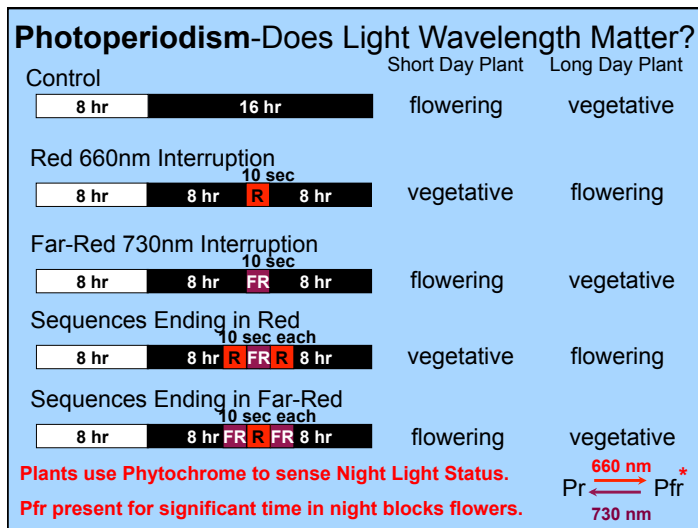 Photoperiodism-Does Light Wavelength Matter?
Short Day Plant Long Day Plant
Control
8 hr 16 hr flowering vegetative
Red 660nm Interruption
10 sec
8 hr 8 hr R 8 hr vegetative flowering
Far-Red 730nm Interruption
10 sec
8 hr 8 hr FR 8 hr flowering vegetative
Sequences Ending in Red
10 sec each
8 hr 8 hr R FR R 8 hr vegetative flowering
Sequences Ending in Far-Red
10 sec each
8 hr 8 hr FR R FR 8 hr flowering vegetative
Plants use Phytochrome to sense Night Light Status.
Pfr present for significant time in night blocks flowers.
660 nm
Pr Pfr*
730 nm